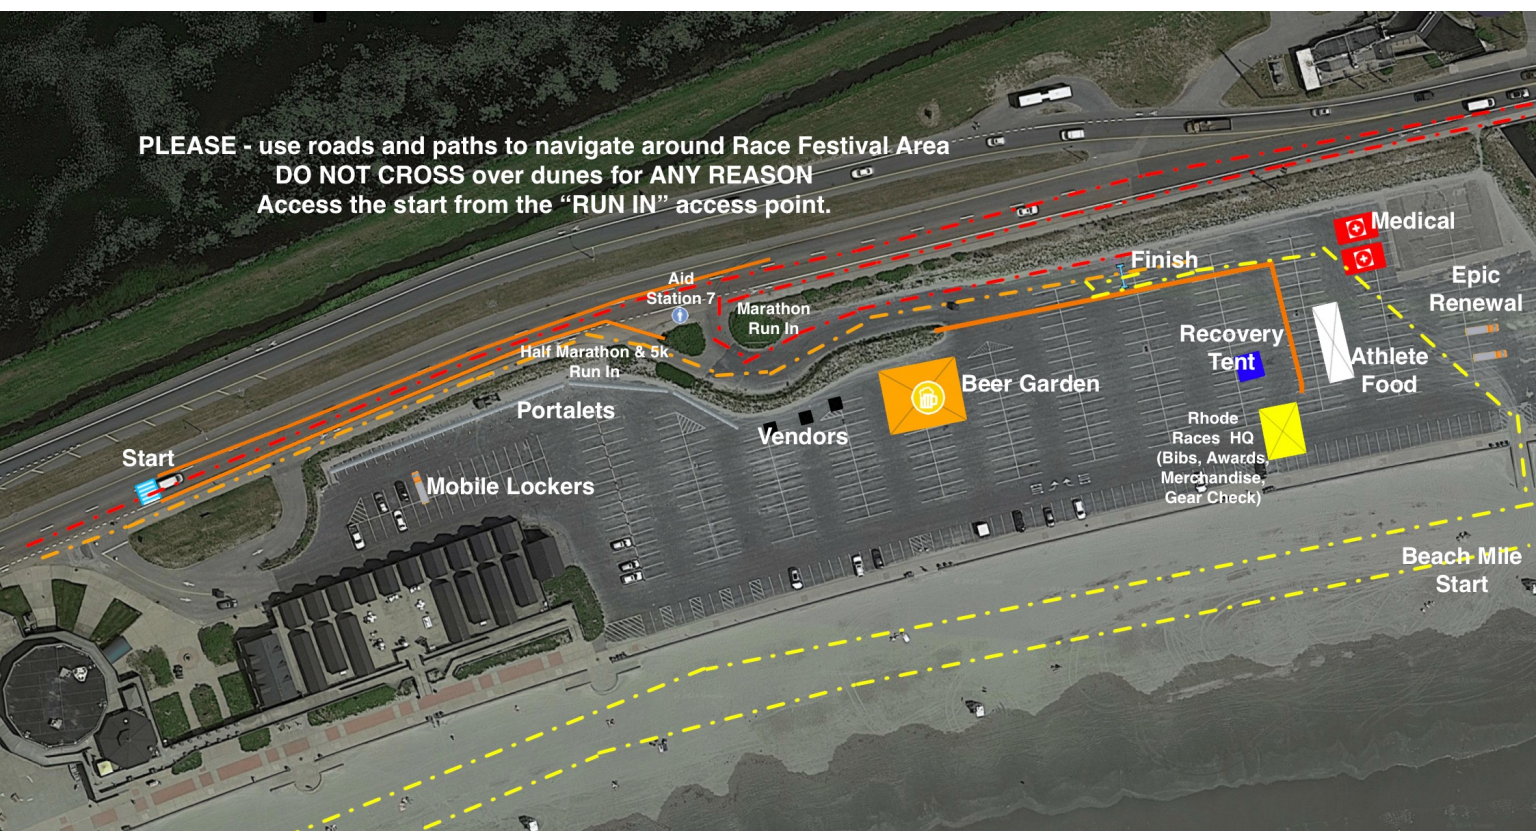 PLEASE - use roads and paths to navigate around Race Festival Area
DO NOT CROSS over dunes for ANY REASON
Access the start from the “RUN IN” access point.
Medical
Finish
Epic
Renewal
Aid
Station 7
Marathon
Run In
Recovery
Tent
Athlete
Food
Half Marathon & 5k
Run In
Beer Garden
Portalets
Vendors
Rhode
Races HQ
(Bibs, Awards,
Merchandise,
Gear Check)
Start
Mobile Lockers
Beach Mile
Start